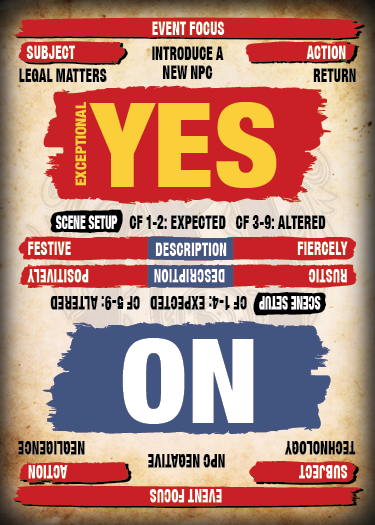 EVENT FOCUS
SUBJECT INTRODUCE A ACTION
LEGAL MATTERS NEW NPC RETURN
EXCEPTIONAL
YES
SCENE SETUP CF 1-2: EXPECTED CF 3-9: ALTERED
FESTIVE DESCRIPTION FIERCELY
EVENT FOCUS
SUBJECT NPC NEGATIVE ACTION
TECHNOLOGY NEGLIGENCE
NO
SCENE SETUP CF 1-4: EXPECTED CF 5-9: ALTERED
RUSTIC DESCRIPTION POSITIVELY